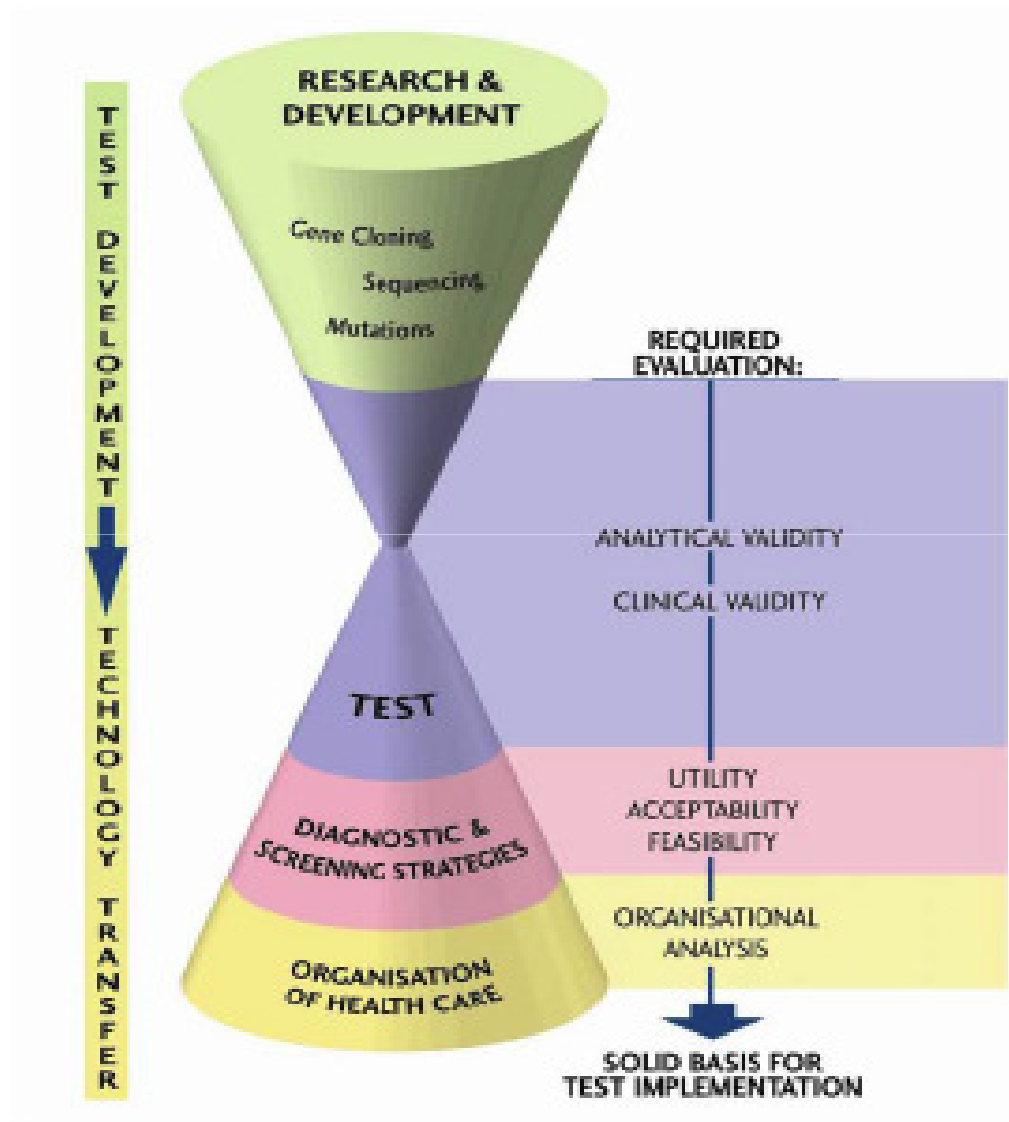 TEST DEVELOPMENT
TECHNOLOGY TRANSFER
RESEARCH &
DEVELOPMENT
Gene Cloning
Sequencing
Mutations
TEST
DIAGNOSTIC &
SCREENING STRATEGIES
ORGANISATION
OF HEALTH CARE
REQUIRED
EVALUATION:
ANALYTICAL VALIDITY
CLINICAL VALIDITY
UTILITY
ACCEPTABILITY
FEASIBILITY
ORGANISATIONAL
ANALYSIS
SOLID BASIS FOR
TEST IMPLEMENTATION